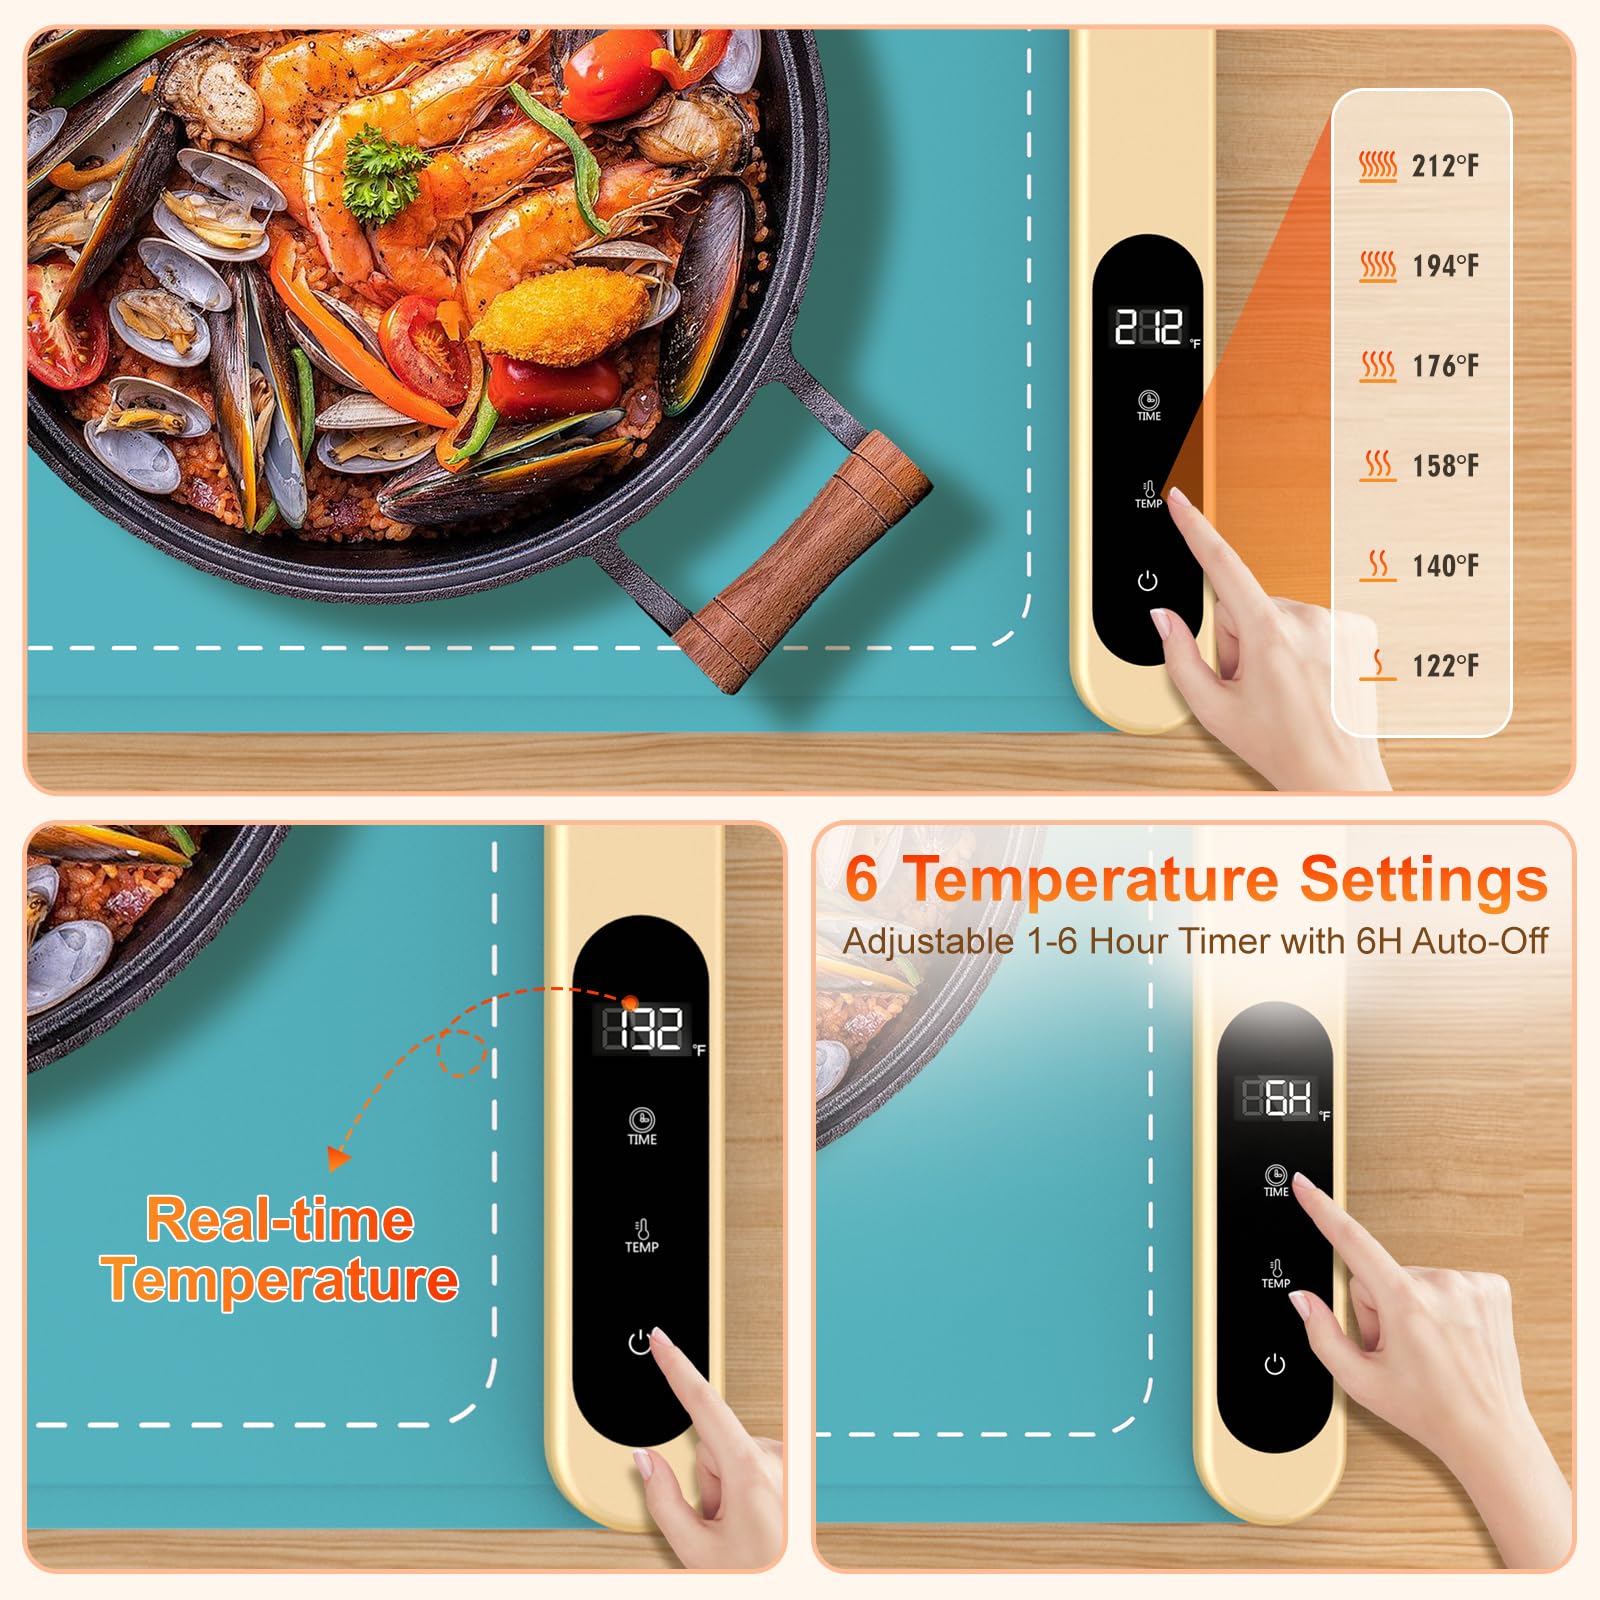 212°F
194°F
176°F
158°F
140°F
122°F
212 °F
TIME
TEMP
132 °F
TIME
TEMP
Real-time
Temperature
6 Temperature Settings
Adjustable 1-6 Hour Timer with 6H Auto-Off
6H °F
TIME
TEMP